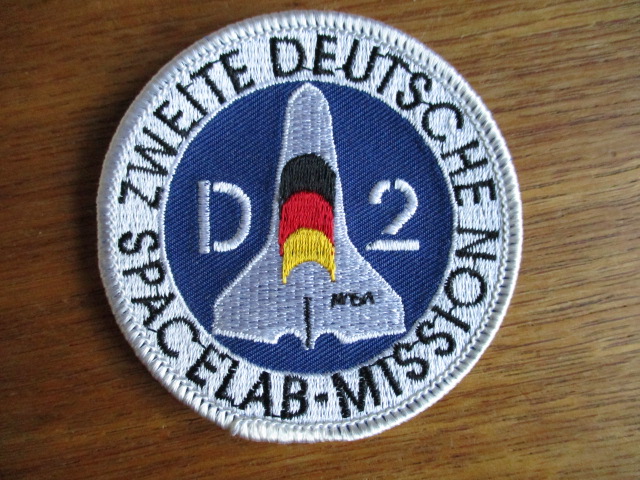 ZWEITE DEUTSCHE
SPACELAB-MISSION
D 2
NASA